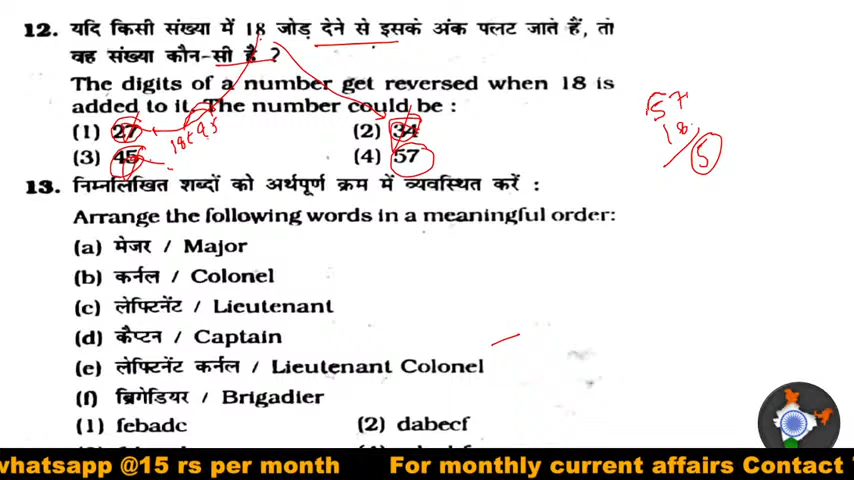 12. यदि किसी संख्या में 18 जोड़ देने से इसके अंक पलट जाते हैं, तो
वह संख्या कौन-सी है ?
The digits of a number get reversed when 18 is
added to it. The number could be :
(1) 27 (2) 34
(3) 45 (4) 57
57
18
5
13. निम्नलिखित शब्दों को अर्थपूर्ण क्रम में व्यवस्थित करें :
Arrange the following words in a meaningful order:
(a) मेजर / Major
(b) कर्नल / Colonel
(c) लेफ्टिनेंट / Lieutenant
(d) कैप्टन / Captain
(e) लेफ्टिनेंट कर्नल / Lieutenant Colonel
(f) ब्रिगेडियर / Brigadier
(1) febadc (2) dabecf
whatsapp @15 rs per month For monthly current affairs Contact